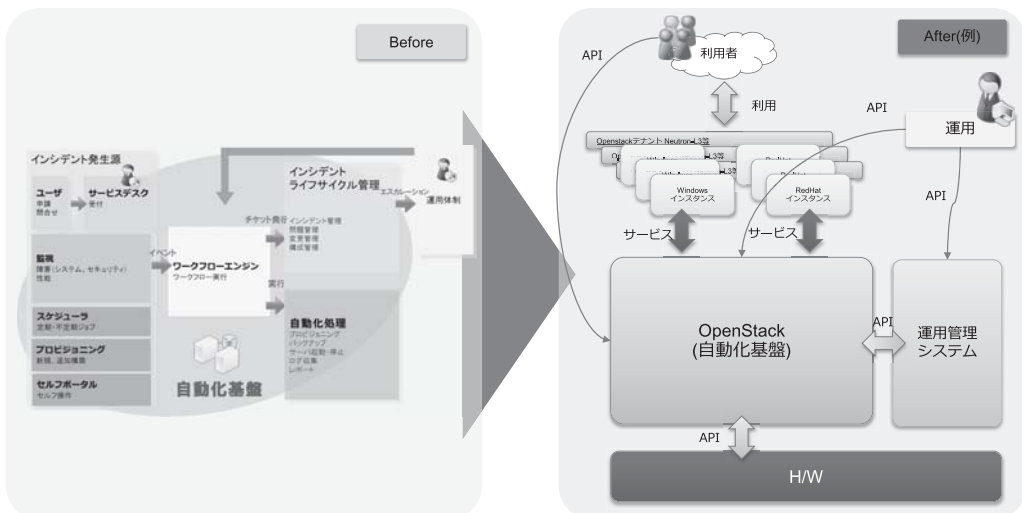 Before
インシデント発生源
ユーザ
申請
問合せ
サービスデスク
受付
監視
障害(システム、セキュリティ)
性能
スケジューラ
定期・不定期ジョブ
プロビジョニング
新規、追加構築
セルフポータル
セルフ操作
イベント
ワークフローエンジン
ワークフロー実行
チケット発行
実行
自動化基盤
インシデント
ライフサイクル管理
インシデント管理
問題管理
変更管理
構成管理
エスカレーション
運用体制
自動化処理
プロビジョニング
バックアップ
サーバ起動・停止
ログ収集
レポート
After(例)
API
利用者
利用
API
運用
API
Openstackテナント Neutron-L3等
Windows
インスタンス
RedHat
インスタンス
サービス
サービス
OpenStack
(自動化基盤)
API
運用管理
システム
API
H/W